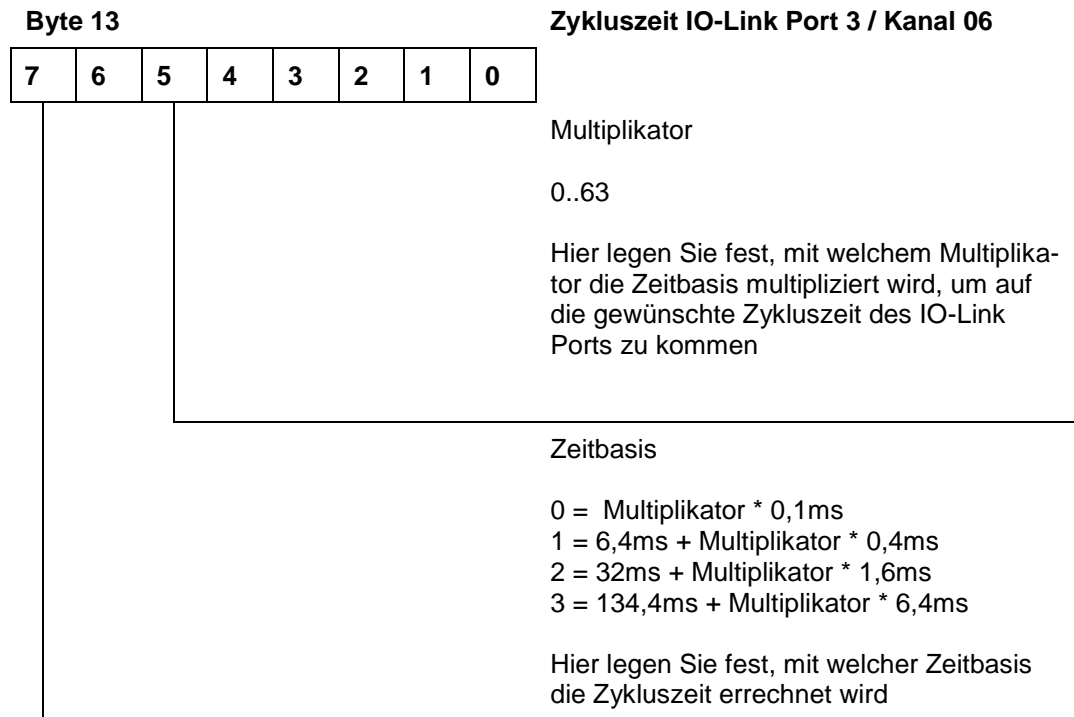 Byte 13 Zykluszeit IO-Link Port 3 / Kanal 06
7 6 5 4 3 2 1 0
Multiplikator
0..63
Hier legen Sie fest, mit welchem Multiplika-
tor die Zeitbasis multipliziert wird, um auf
die gewünschte Zykluszeit des IO-Link
Ports zu kommen
Zeitbasis
0 = Multiplikator * 0,1ms
1 = 6,4ms + Multiplikator * 0,4ms
2 = 32ms + Multiplikator * 1,6ms
3 = 134,4ms + Multiplikator * 6,4ms
Hier legen Sie fest, mit welcher Zeitbasis
die Zykluszeit errechnet wird